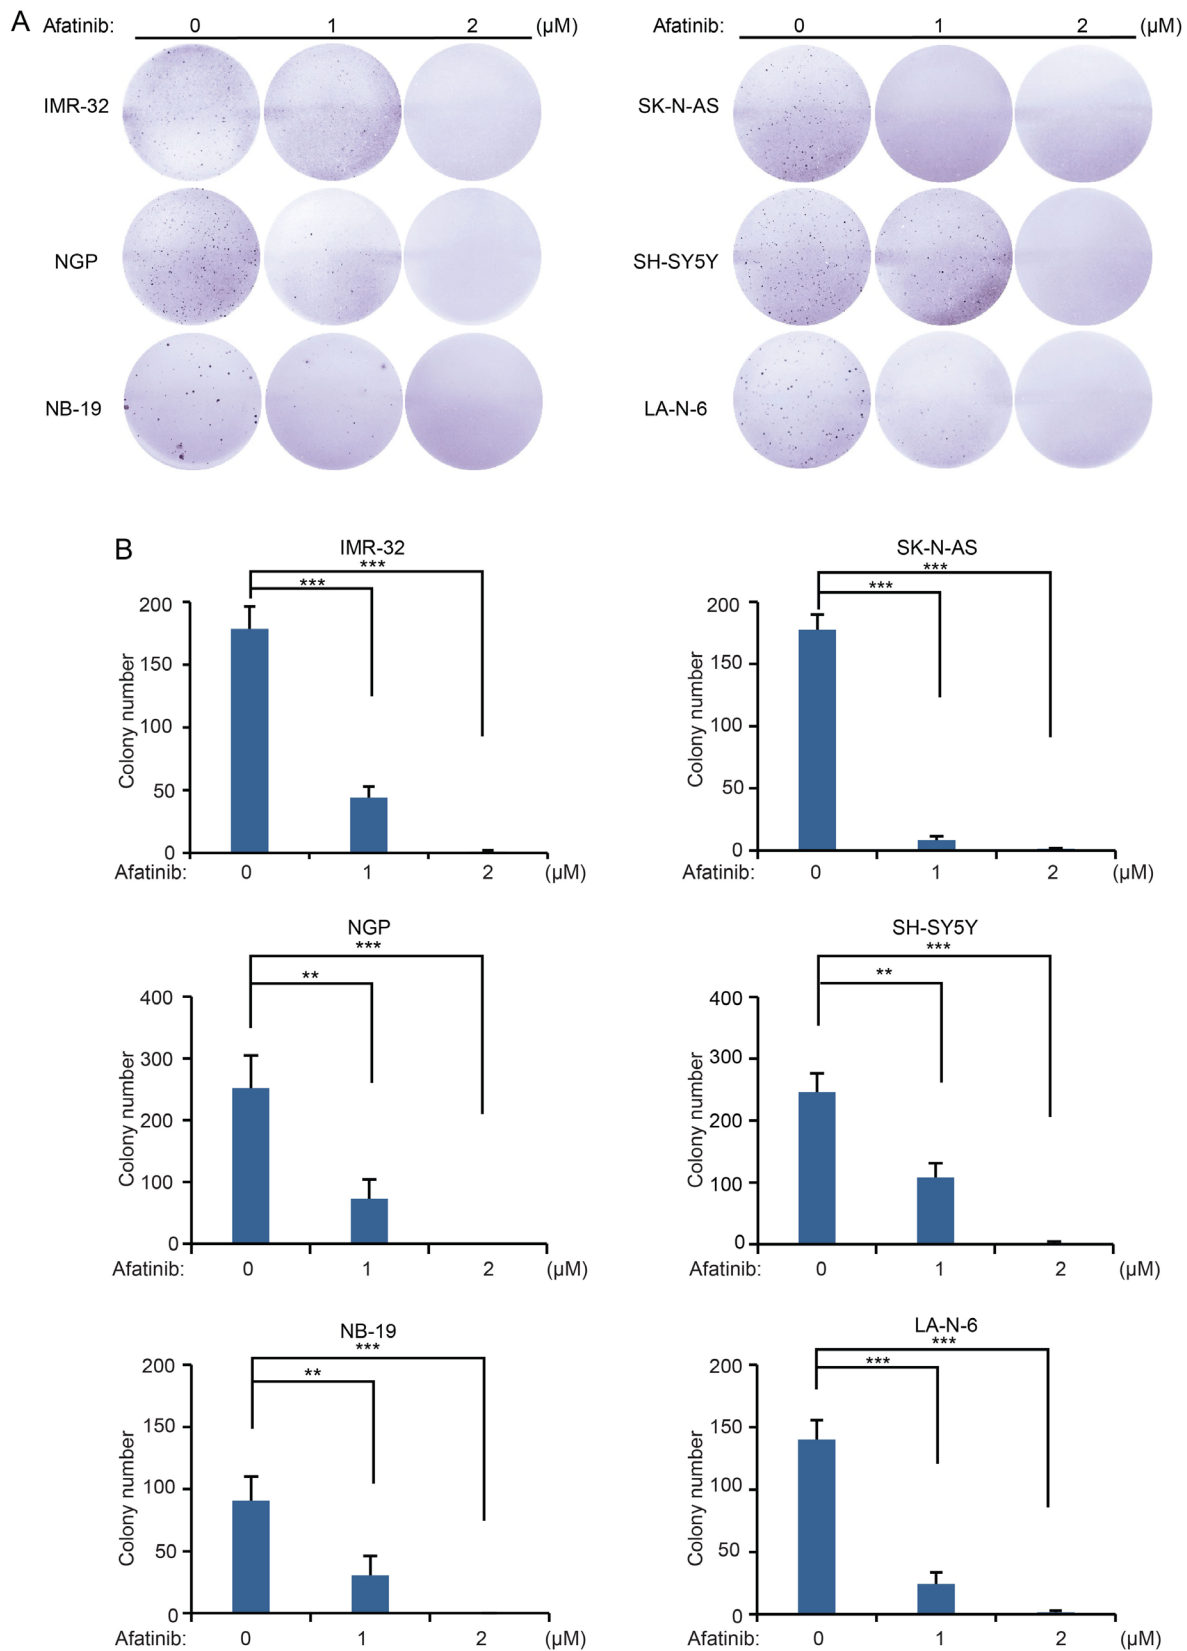 A Afatinib: 0 1 2 (μM)
IMR-32
NGP
NB-19
Afatinib: 0 1 2 (μM)
SK-N-AS
SH-SY5Y
LA-N-6
B
IMR-32
***
***
Colony number
200
150
100
50
0
Afatinib: 0 1 2 (μM)
SK-N-AS
***
***
Colony number
200
150
100
50
0
Afatinib: 0 1 2 (μM)
NGP
***
**
Colony number
400
300
200
100
0
Afatinib: 0 1 2 (μM)
SH-SY5Y
***
**
Colony number
400
300
200
100
0
Afatinib: 0 1 2 (μM)
NB-19
***
**
Colony number
200
150
100
50
0
Afatinib: 0 1 2 (μM)
LA-N-6
***
***
Colony number
200
150
100
50
0
Afatinib: 0 1 2 (μM)